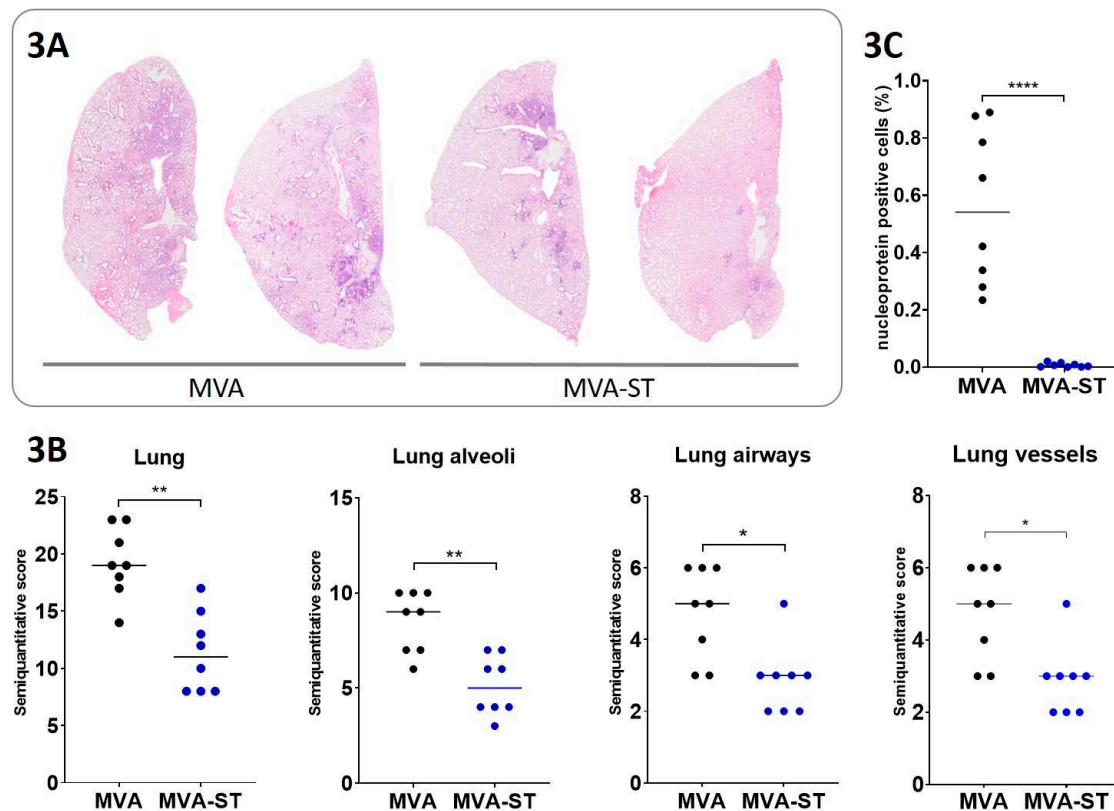 3A
MVA
MVA-ST
3C
nucleoprotein positive cells (%)
1.0
0.8
0.6
0.4
0.2
0.0
****
MVA
MVA-ST
3B
Lung
Semiquantitative score
25
20
15
10
5
0
**
MVA
MVA-ST
Lung alveoli
Semiquantitative score
15
10
5
0
**
MVA
MVA-ST
Lung airways
Semiquantitative score
8
6
4
2
0
*
MVA
MVA-ST
Lung vessels
Semiquantitative score
8
6
4
2
0
*
MVA
MVA-ST